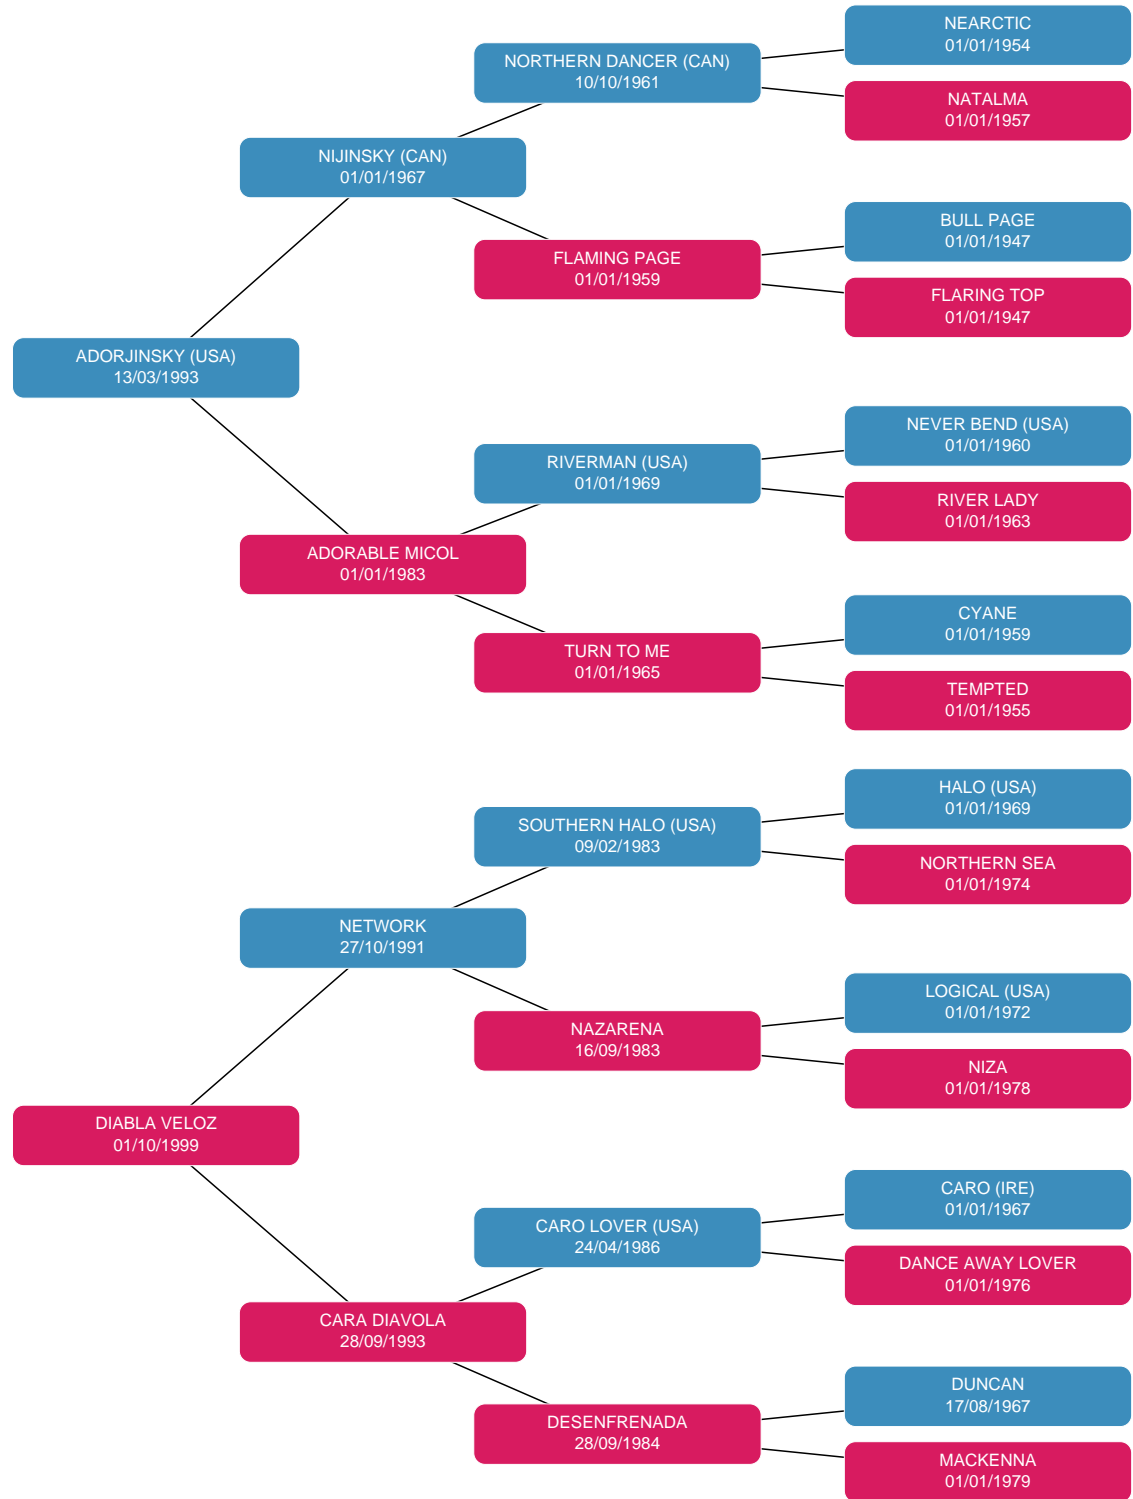 NEARCTIC
01/01/1954
NORTHERN DANCER (CAN)
10/10/1961
NATALMA
01/01/1957
NIJINSKY (CAN)
01/01/1967
BULL PAGE
01/01/1947
FLAMING PAGE
01/01/1959
FLARING TOP
01/01/1947
ADORJINSKY (USA)
13/03/1993
NEVER BEND (USA)
01/01/1960
RIVERMAN (USA)
01/01/1969
RIVER LADY
01/01/1963
ADORABLE MICOL
01/01/1983
CYANE
01/01/1959
TURN TO ME
01/01/1965
TEMPTED
01/01/1955
HALO (USA)
01/01/1969
SOUTHERN HALO (USA)
09/02/1983
NORTHERN SEA
01/01/1974
NETWORK
27/10/1991
LOGICAL (USA)
01/01/1972
NAZARENA
16/09/1983
NIZA
01/01/1978
DIABLA VELOZ
01/10/1999
CARO (IRE)
01/01/1967
CARO LOVER (USA)
24/04/1986
DANCE AWAY LOVER
01/01/1976
CARA DIAVOLA
28/09/1993
DUNCAN
17/08/1967
DESENFRENADA
28/09/1984
MACKENNA
01/01/1979